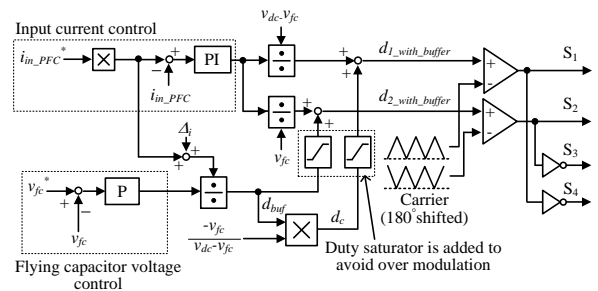 Input current control
v_dc-v_fc
i_in_PFC*
×
+
−
PI
i_in_PFC
÷
+
+
d_1_with_buffer
+
-
S_1
÷
+
+
d_2_with_buffer
+
-
S_2
v_fc
Δ_i
+
+
S_3
Carrier
(180°shifted)
S_4
v_fc*
+
−
P
÷
v_fc
d_buf
-v_fc
v_dc-v_fc
×
d_c
Duty saturator is added to
avoid over modulation
Flying capacitor voltage
control